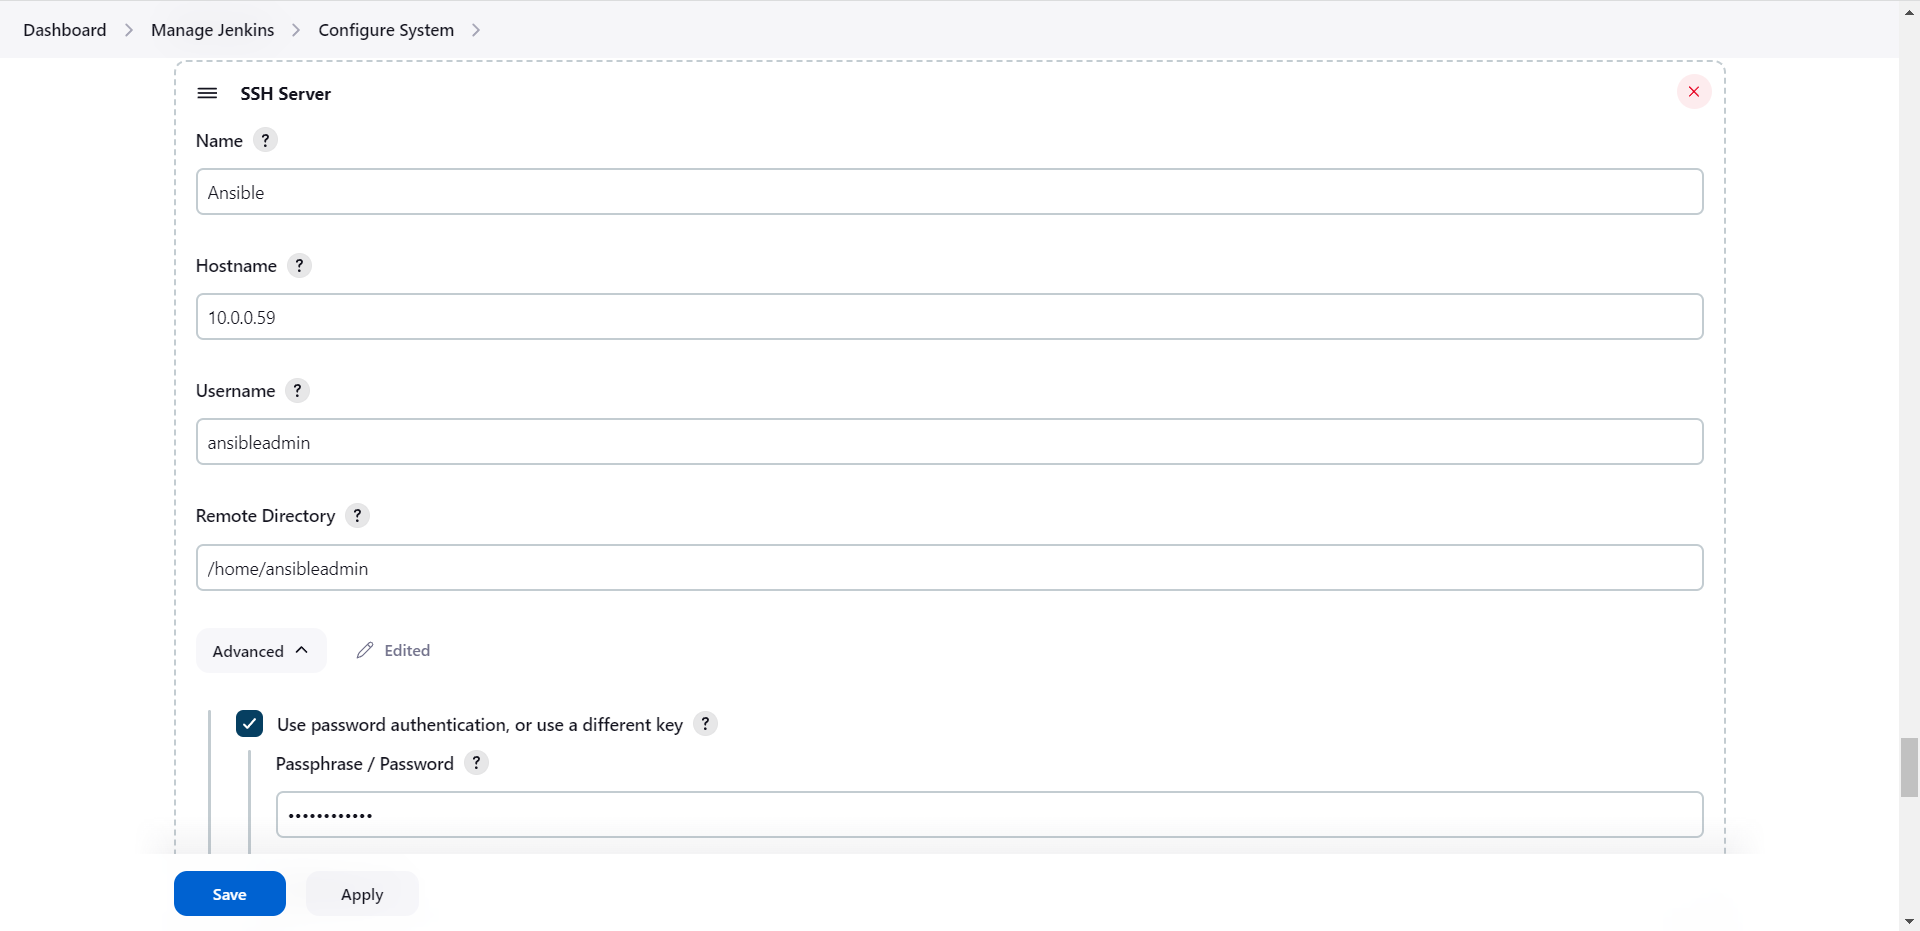 Dashboard > Manage Jenkins > Configure System >
SSH Server
Name ?
Ansible
Hostname ?
10.0.0.59
Username ?
ansibleadmin
Remote Directory ?
/home/ansibleadmin
Advanced Edited
Use password authentication, or use a different key ?
Passphrase / Password ?
••••••••••••
Save Apply